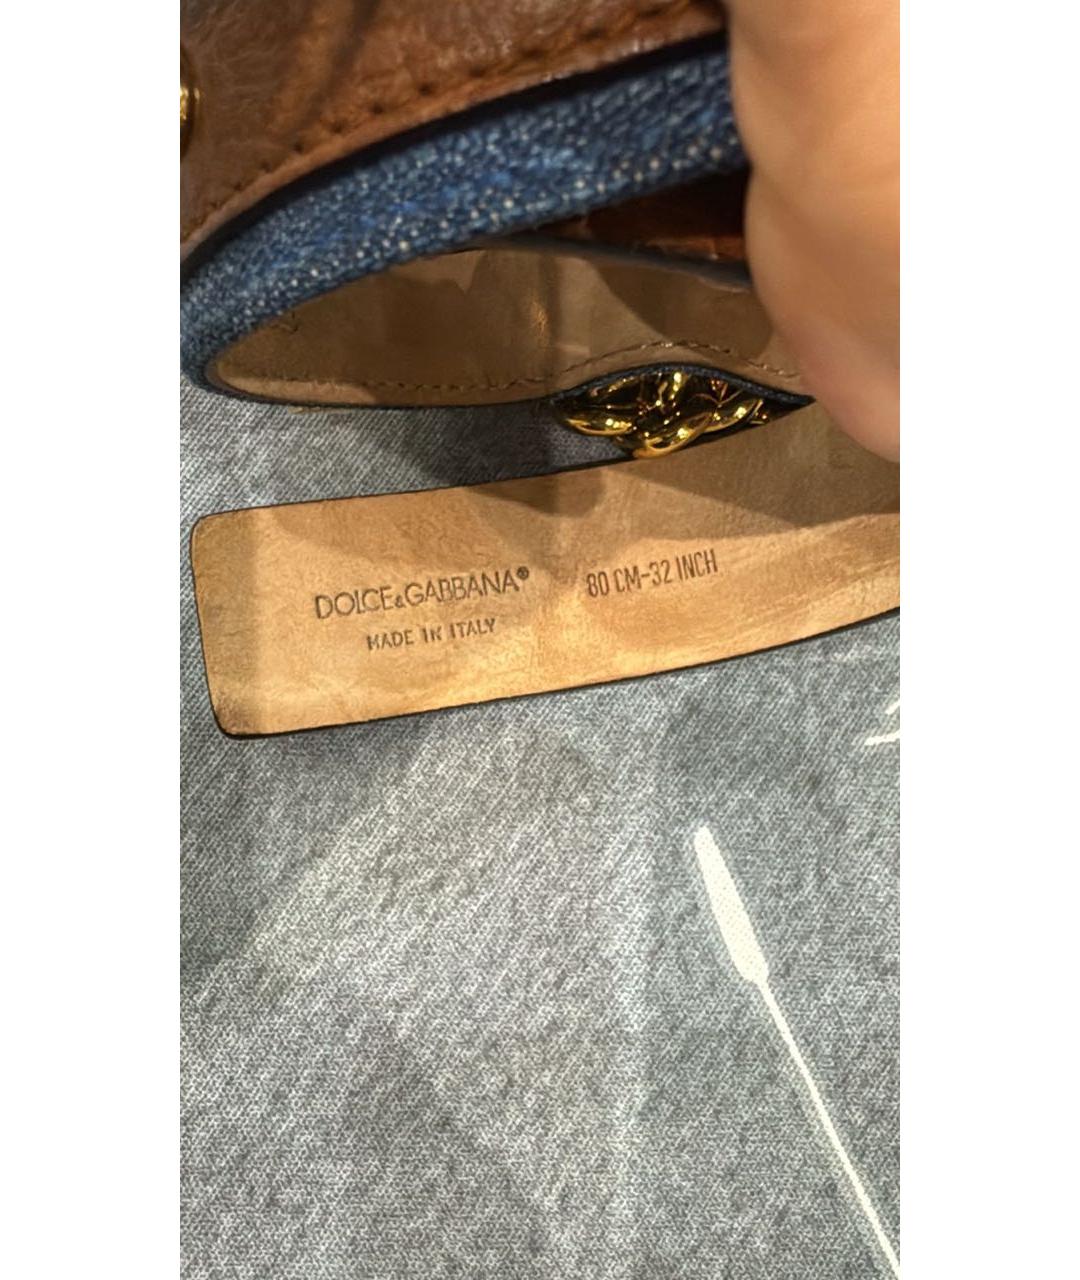 DOLCE&GABBANA® 80 CM-32 INCH
MADE IN ITALY